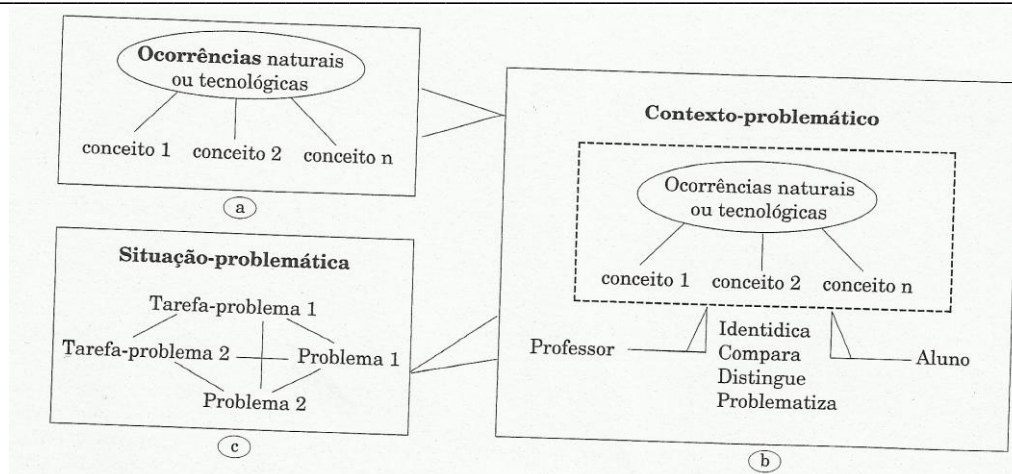 Ocorrências naturais
ou tecnológicas
conceito 1 conceito 2 conceito n
a
Situação-problemática
Tarefa-problema 1
Tarefa-problema 2 Problema 1
Problema 2
c
Contexto-problemático
Ocorrências naturais
ou tecnológicas
conceito 1 conceito 2 conceito n
Professor
Identidica
Compara
Distingue
Problematiza
Aluno
b